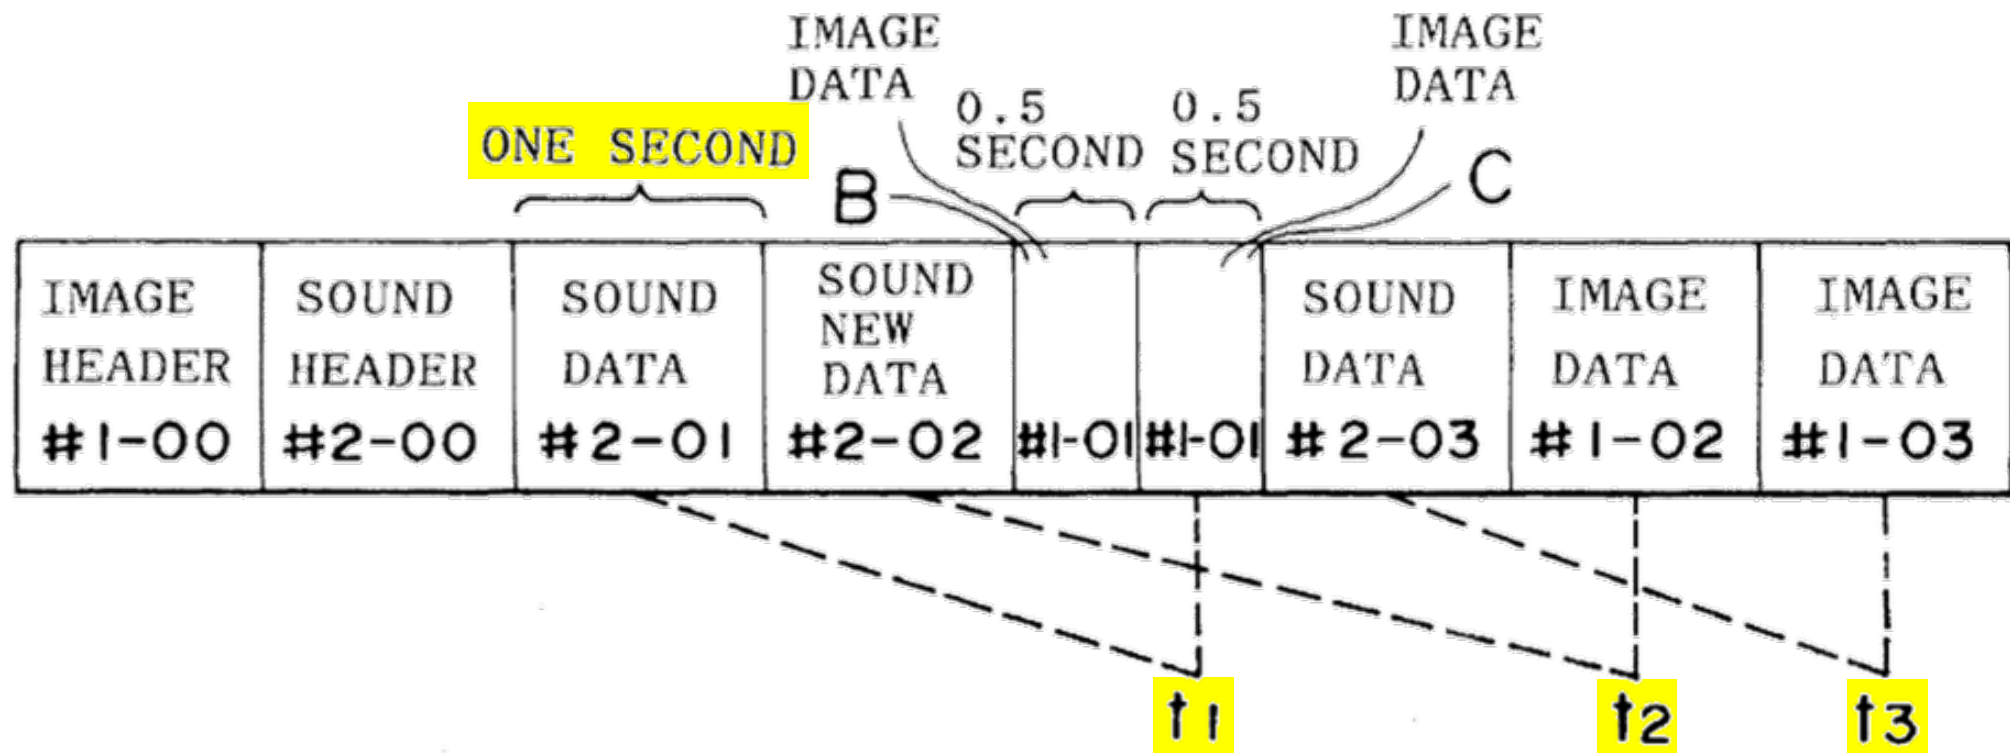 IMAGE
DATA
IMAGE
DATA
0.5
SECOND
0.5
SECOND
ONE SECOND
B
C
IMAGE
HEADER
#1-00
SOUND
HEADER
#2-00
SOUND
DATA
#2-01
SOUND
NEW
DATA
#2-02
#1-01
#1-01
SOUND
DATA
#2-03
IMAGE
DATA
#1-02
IMAGE
DATA
#1-03
t1
t2
t3